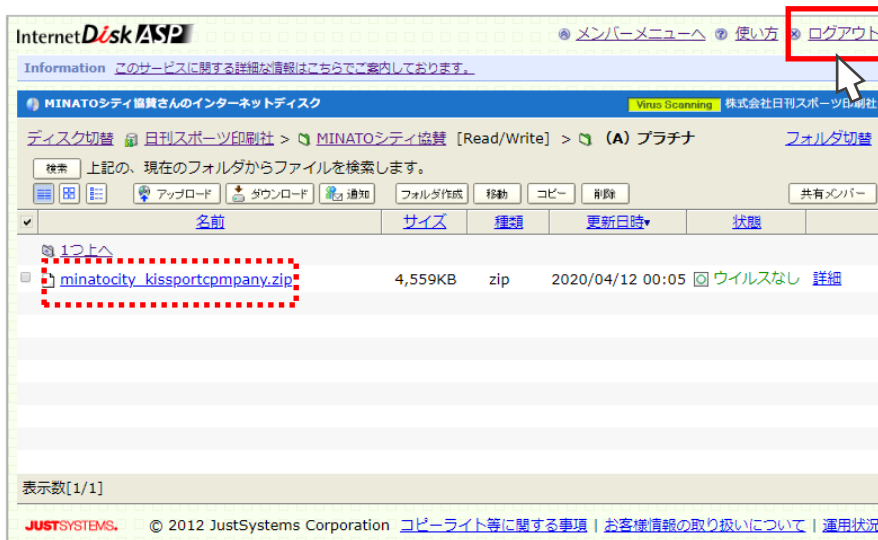 InternetDisk ASP メンバーメニューへ 使い方 ログアウト
Information このサービスに関する詳細な情報はこちらでご案内しております。
MINATOシティ協賛さんのインターネットディスク Virus Scanning 株式会社日刊スポーツ印刷社
ディスク切替 日刊スポーツ印刷社 > MINATOシティ協賛 [Read/Write] > (A) プラチナ フォルダ切替
検索 上記の、現在のフォルダからファイルを検索します。
アップロード ダウンロード 通知 フォルダ作成 移動 コピー 削除 共有メンバー
名前 サイズ 種類 更新日時▼ 状態
1つ上へ
minatocity_kissportcpmpany.zip 4,559KB zip 2020/04/12 00:05 ウイルスなし 詳細
表示数[1/1]
JUSTSYSTEMS. © 2012 JustSystems Corporation コピーライト等に関する事項 | お客様情報の取り扱いについて | 運用状況